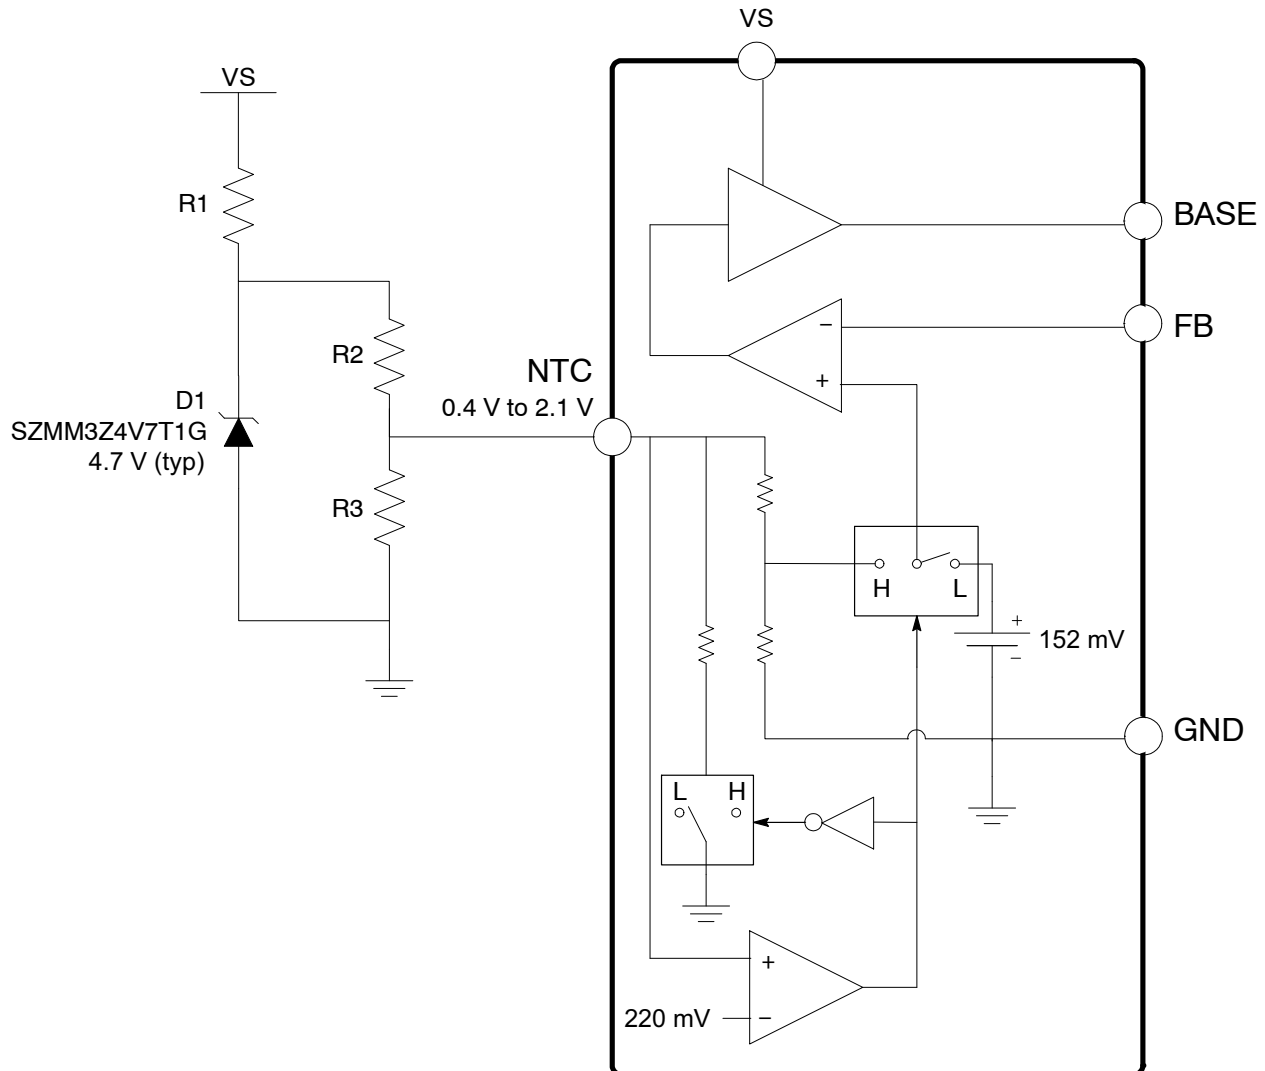 VS
VS
R1
BASE
FB
R2
NTC
0.4 V to 2.1 V
D1
SZMM3Z4V7T1G
4.7 V (typ)
R3
−
+
H
L
+
−
152 mV
GND
L
H
+
−
220 mV